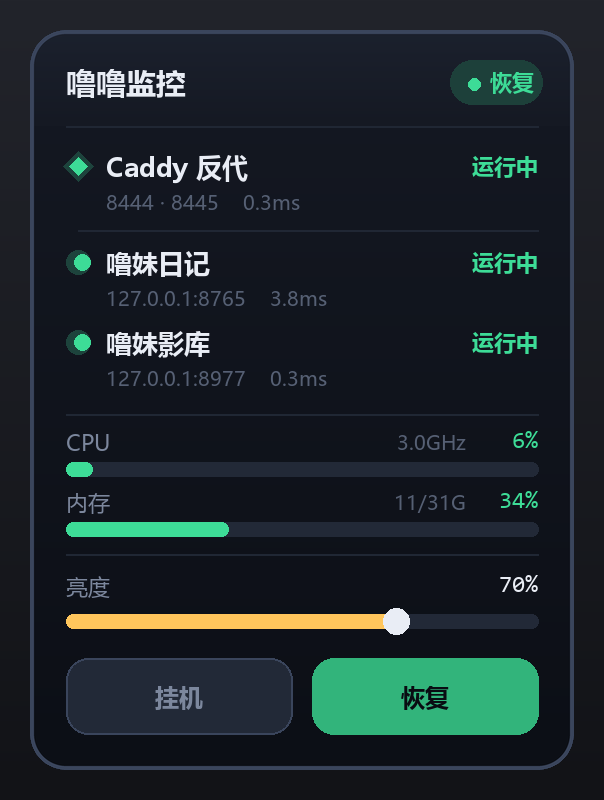 噜噜监控 恢复
Caddy 反代 运行中
8444 · 8445 0.3ms
噜妹日记 运行中
127.0.0.1:8765 3.8ms
噜妹影库 运行中
127.0.0.1:8977 0.3ms
CPU 3.0GHz 6%
内存 11/31G 34%
亮度 70%
挂机 恢复